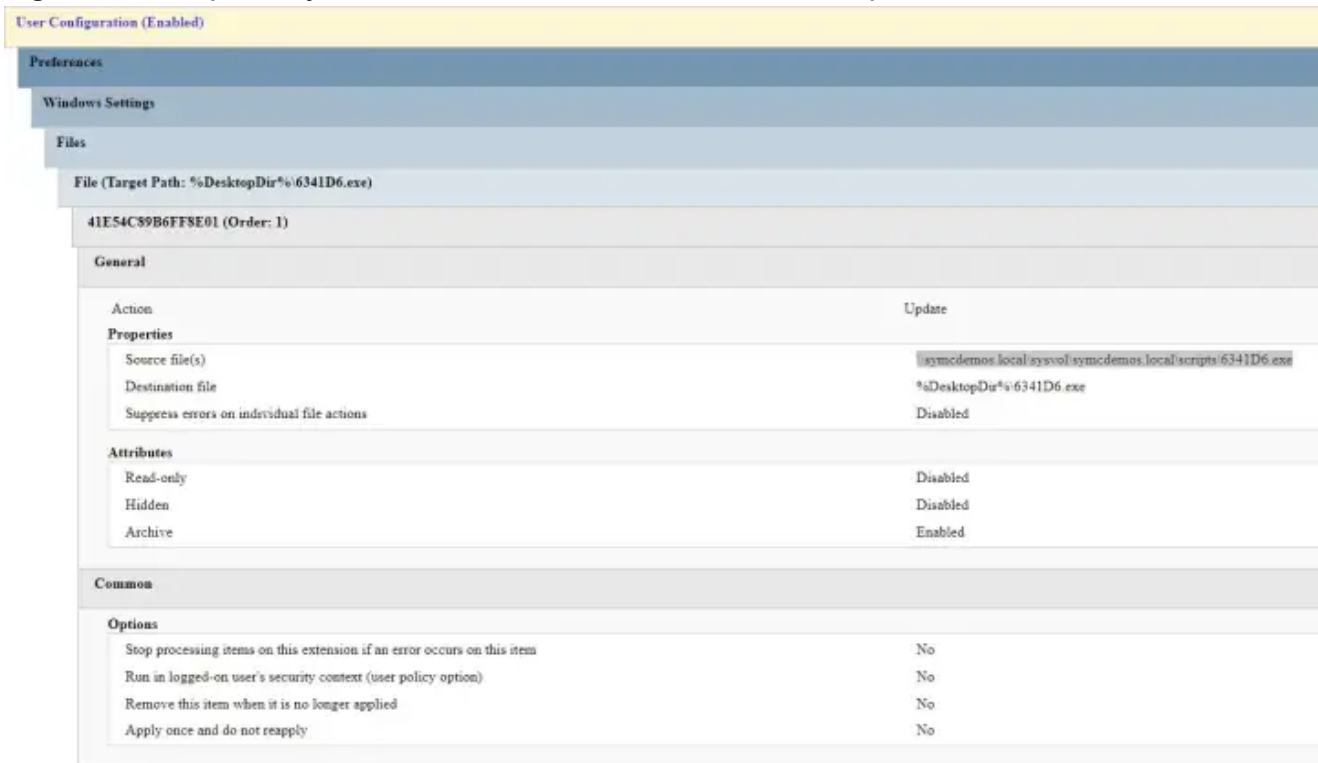 User Configuration (Enabled)
Preferences
Windows Settings
Files
File (Target Path: %DesktopDir%\6341D6.exe)
41E54C89B6FF8E01 (Order: 1)
General
Action Update
Properties
Source file(s) \\symcdemos.local\sysvol\symcdemos.local\scripts\6341D6.exe
Destination file %DesktopDir%\6341D6.exe
Suppress errors on individual file actions Disabled
Attributes
Read-only Disabled
Hidden Disabled
Archive Enabled
Common
Options
Stop processing items on this extension if an error occurs on this item No
Run in logged-on user's security context (user policy option) No
Remove this item when it is no longer applied No
Apply once and do not reapply No